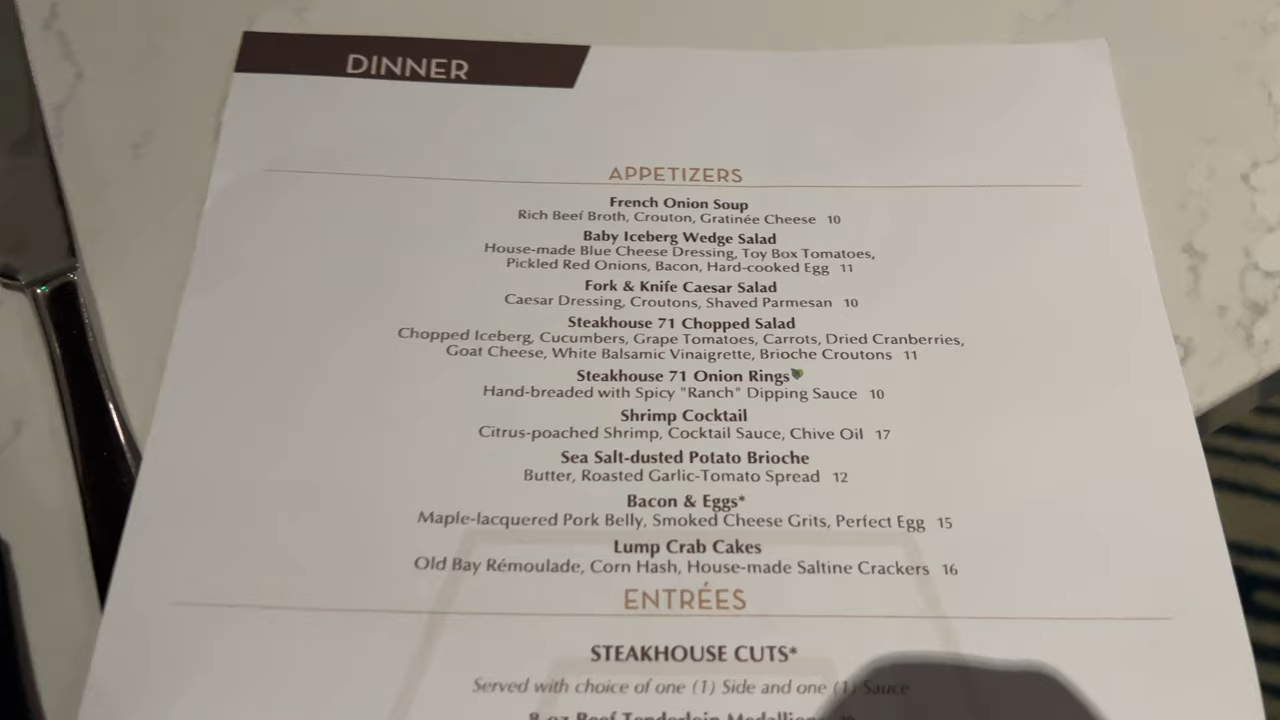 DINNER
APPETIZERS
French Onion Soup
Rich Beef Broth, Crouton, Gratinée Cheese 10
Baby Iceberg Wedge Salad
House-made Blue Cheese Dressing, Toy Box Tomatoes,
Pickled Red Onions, Bacon, Hard-cooked Egg 11
Fork & Knife Caesar Salad
Caesar Dressing, Croutons, Shaved Parmesan 10
Steakhouse 71 Chopped Salad
Chopped Iceberg, Cucumbers, Grape Tomatoes, Carrots, Dried Cranberries,
Goat Cheese, White Balsamic Vinaigrette, Brioche Croutons 11
Steakhouse 71 Onion Rings
Hand-breaded with Spicy "Ranch" Dipping Sauce 10
Shrimp Cocktail
Citrus-poached Shrimp, Cocktail Sauce, Chive Oil 17
Sea Salt-dusted Potato Brioche
Butter, Roasted Garlic-Tomato Spread 12
Bacon & Eggs*
Maple-lacquered Pork Belly, Smoked Cheese Grits, Perfect Egg 15
Lump Crab Cakes
Old Bay Rémoulade, Corn Hash, House-made Saltine Crackers 16
ENTRÉES
STEAKHOUSE CUTS*
Served with choice of one (1) Side and one (1) Sauce
8 oz Beef Tenderloin Medallions